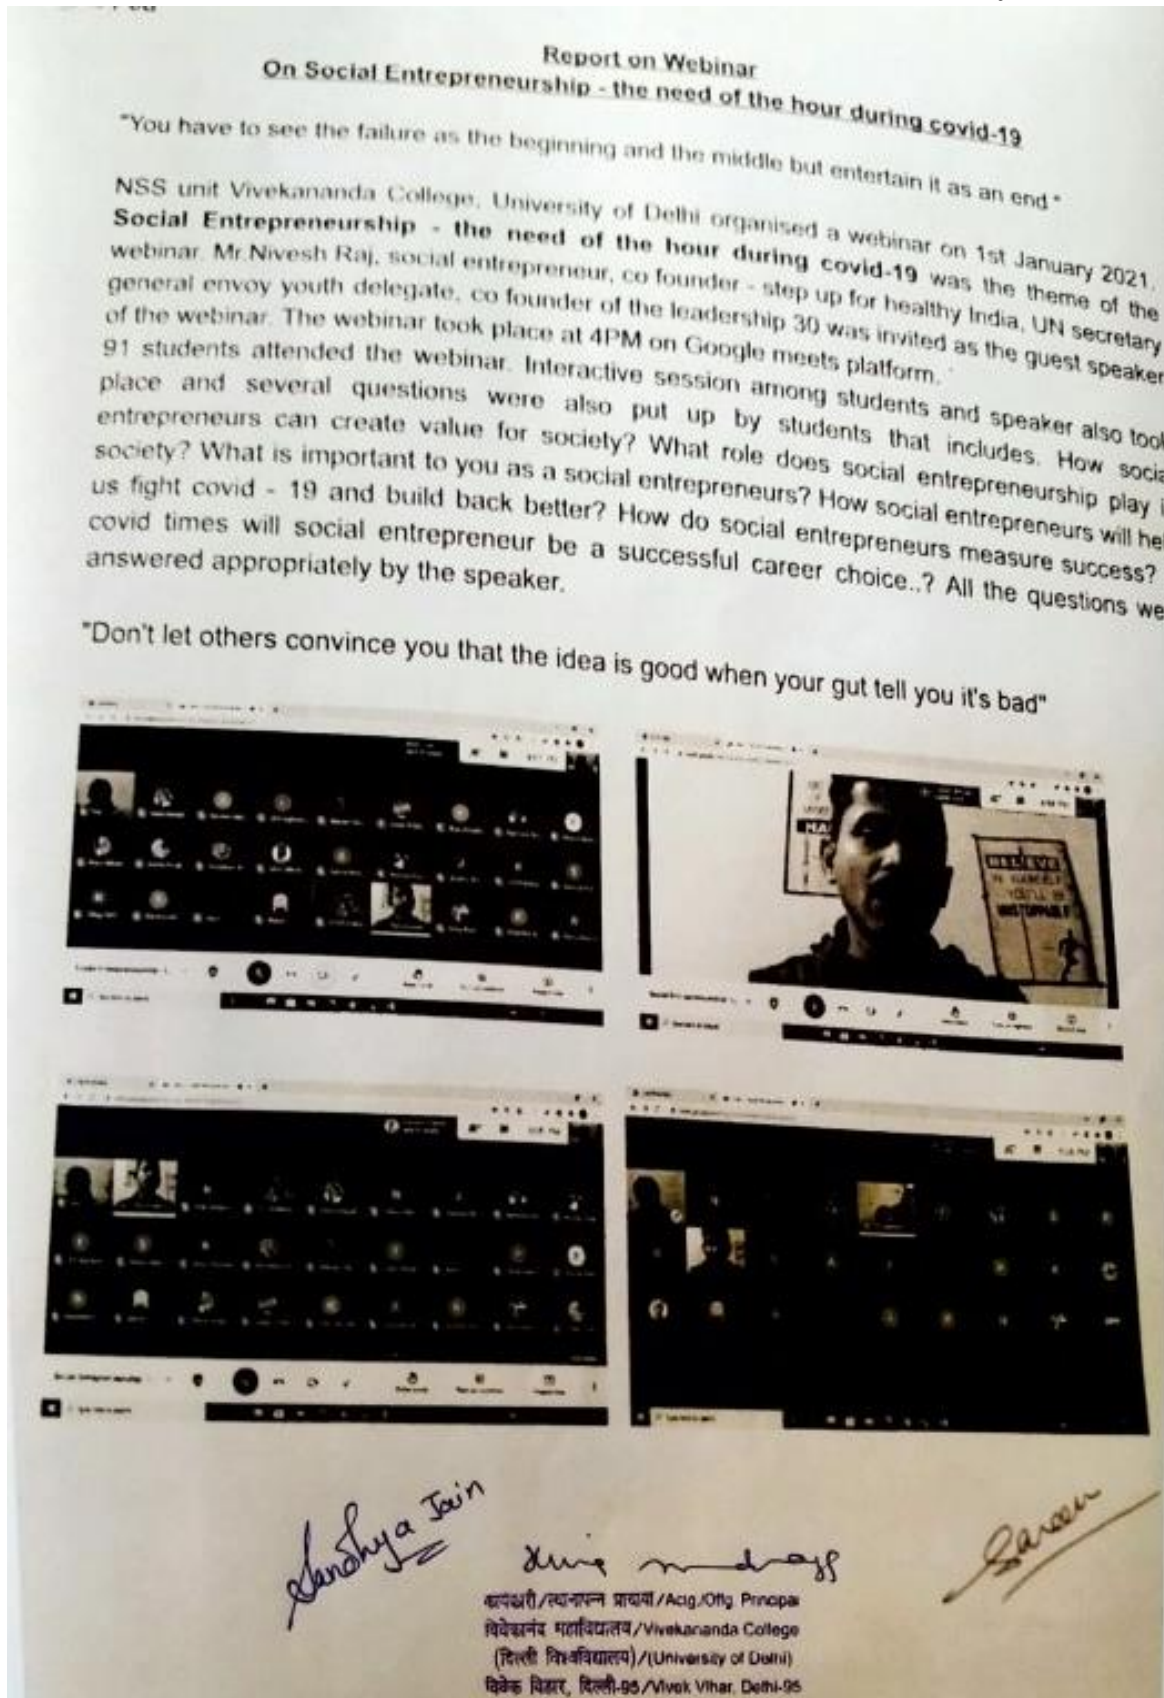 Report on Webinar
On Social Entrepreneurship - the need of the hour during covid-19
"You have to see the failure as the beginning and the middle but entertain it as an end "
NSS unit Vivekananda College, University of Delhi organised a webinar on 1st January 2021.
Social Entrepreneurship - the need of the hour during covid-19 was the theme of the
webinar. Mr.Nivesh Raj, social entrepreneur, co founder - step up for healthy India, UN secretary
general envoy youth delegate, co founder of the leadership 30 was invited as the guest speaker
of the webinar. The webinar took place at 4PM on Google meets platform.
91 students attended the webinar. Interactive session among students and speaker also took
place and several questions were also put up by students that includes. How socia
entrepreneurs can create value for society? What role does social entrepreneurship play i
society? What is important to you as a social entrepreneurs? How social entrepreneurs will hel
us fight covid - 19 and build back better? How do social entrepreneurs measure success?
covid times will social entrepreneur be a successful career choice..? All the questions we
answered appropriately by the speaker.
"Don't let others convince you that the idea is good when your gut tell you it's bad"
BELIEVE
IN YOURSELF
YOU'LL BE
UNSTOPPABLE
Sandhya Jain
Sareen
कार्यकारी/स्थानापन्न प्राचार्य/Actg./Offg. Principal
विवेकानंद महाविद्यालय/Vivekananda College
(दिल्ली विश्वविद्यालय)/(University of Delhi)
विवेक विहार, दिल्ली-95/Vivek Vihar, Delhi-95